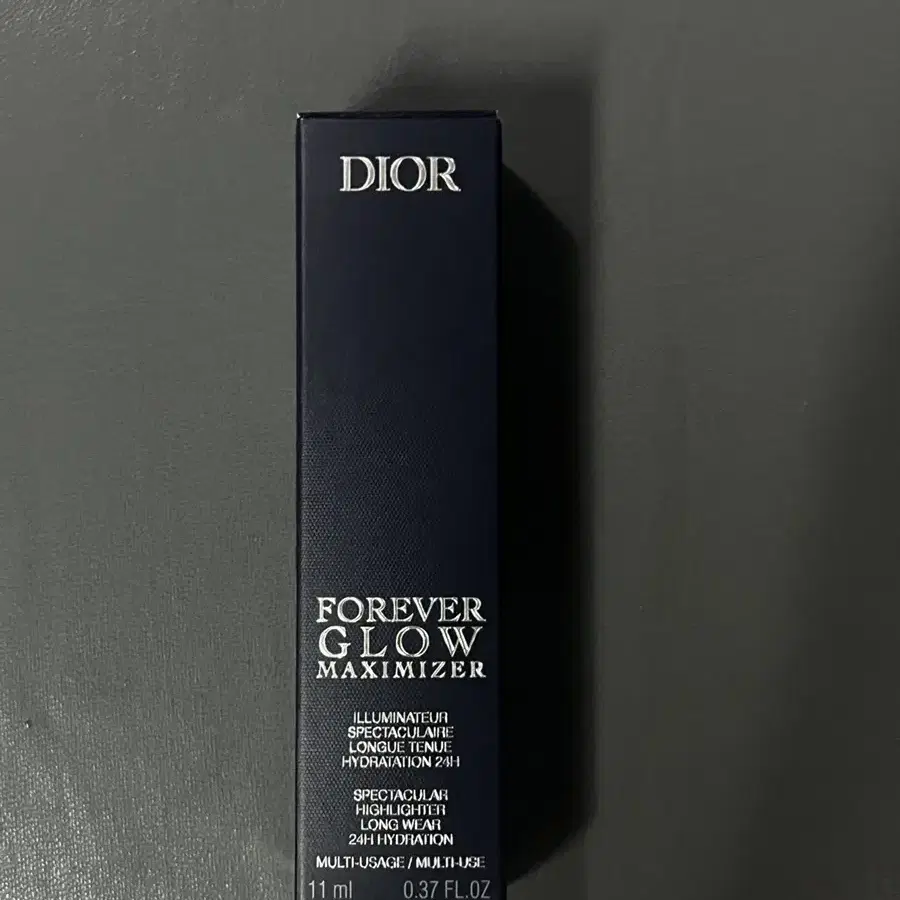 DIOR
FOREVER
GLOW
MAXIMIZER
ILLUMINATEUR
SPECTACULAIRE
LONGUE TENUE
HYDRATATION 24H
SPECTACULAR
HIGHLIGHTER
LONG WEAR
24H HYDRATION
MULTI-USAGE / MULTI-USE
11 ml 0.37 FL.OZ